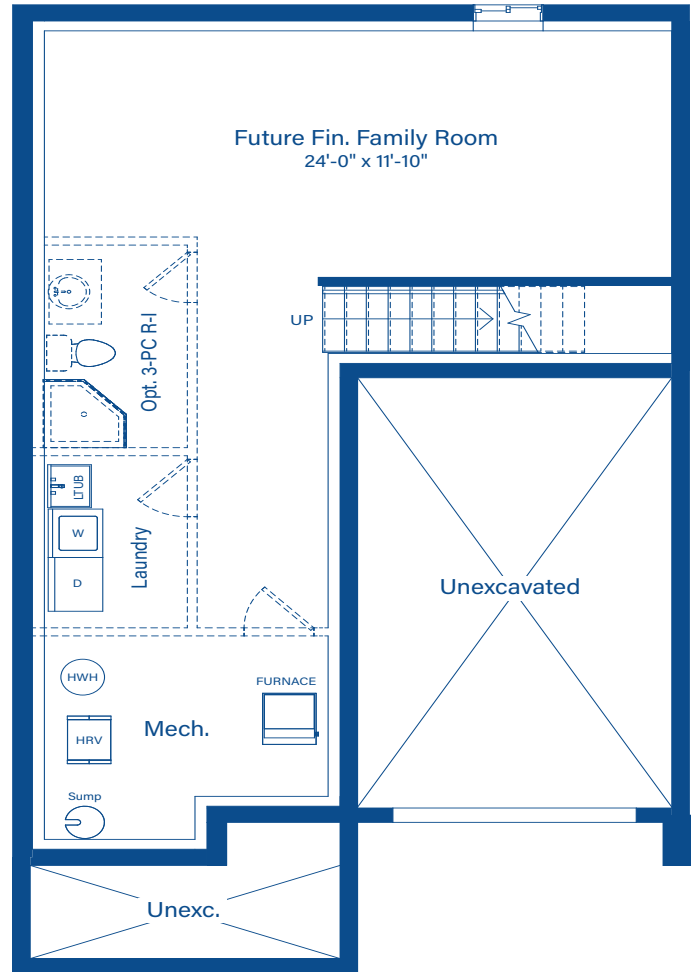 Future Fin. Family Room
24'-0" x 11'-10"
UP
Opt. 3-PC R-I
LTUB
W
Laundry
D
Unexcavated
HWH
FURNACE
Mech.
HRV
Sump
Unexc.